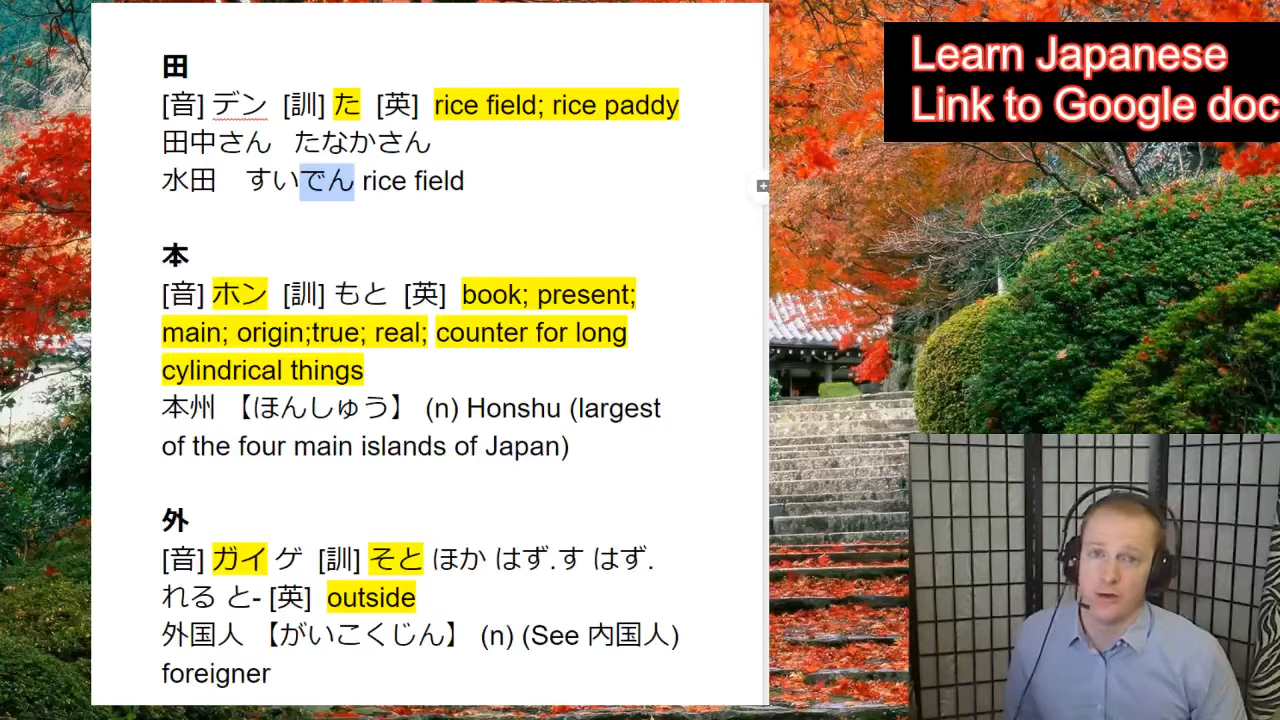 田
[音] デン [訓] た [英] rice field; rice paddy
田中さん たなかさん
水田 すいでん rice field
本
[音] ホン [訓] もと [英] book; present;
main; origin;true; real; counter for long
cylindrical things
本州 【ほんしゅう】 (n) Honshu (largest
of the four main islands of Japan)
外
[音] ガイ ゲ [訓] そと ほか はず.す はず.
れる と- [英] outside
外国人 【がいこくじん】 (n) (See 内国人)
foreigner
Learn Japanese
Link to Google doc